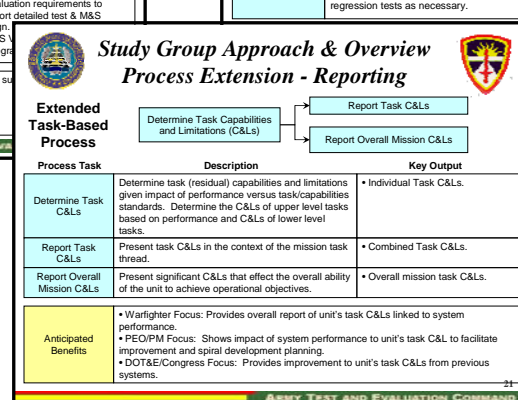 aluation requirements to
ort detailed test & M&S
gn.
regression tests as necessary.
Study Group Approach & Overview
Process Extension - Reporting
Extended
Task-Based
Process
Determine Task Capabilities
and Limitations (C&Ls)
Report Task C&Ls
Report Overall Mission C&Ls
Process Task
Description
Key Output
Determine Task
C&Ls
Determine task (residual) capabilities and limitations
given impact of performance versus task/capabilities
standards. Determine the C&Ls of upper level tasks
based on performance and C&Ls of lower level
tasks.
• Individual Task C&Ls.
Report Task
C&Ls
Present task C&Ls in the context of the mission task
thread.
• Combined Task C&Ls.
Report Overall
Mission C&Ls
Present significant C&Ls that effect the overall ability
of the unit to achieve operational objectives.
• Overall mission task C&Ls.
Anticipated
Benefits
• Warfighter Focus: Provides overall report of unit's task C&Ls linked to system
performance.
• PEO/PM Focus: Shows impact of system performance to unit's task C&L to facilitate
improvement and spiral development planning.
• DOT&E/Congress Focus: Provides improvement to unit's task C&Ls from previous
systems.
21
ARMY TEST AND EVALUATION COMMAND